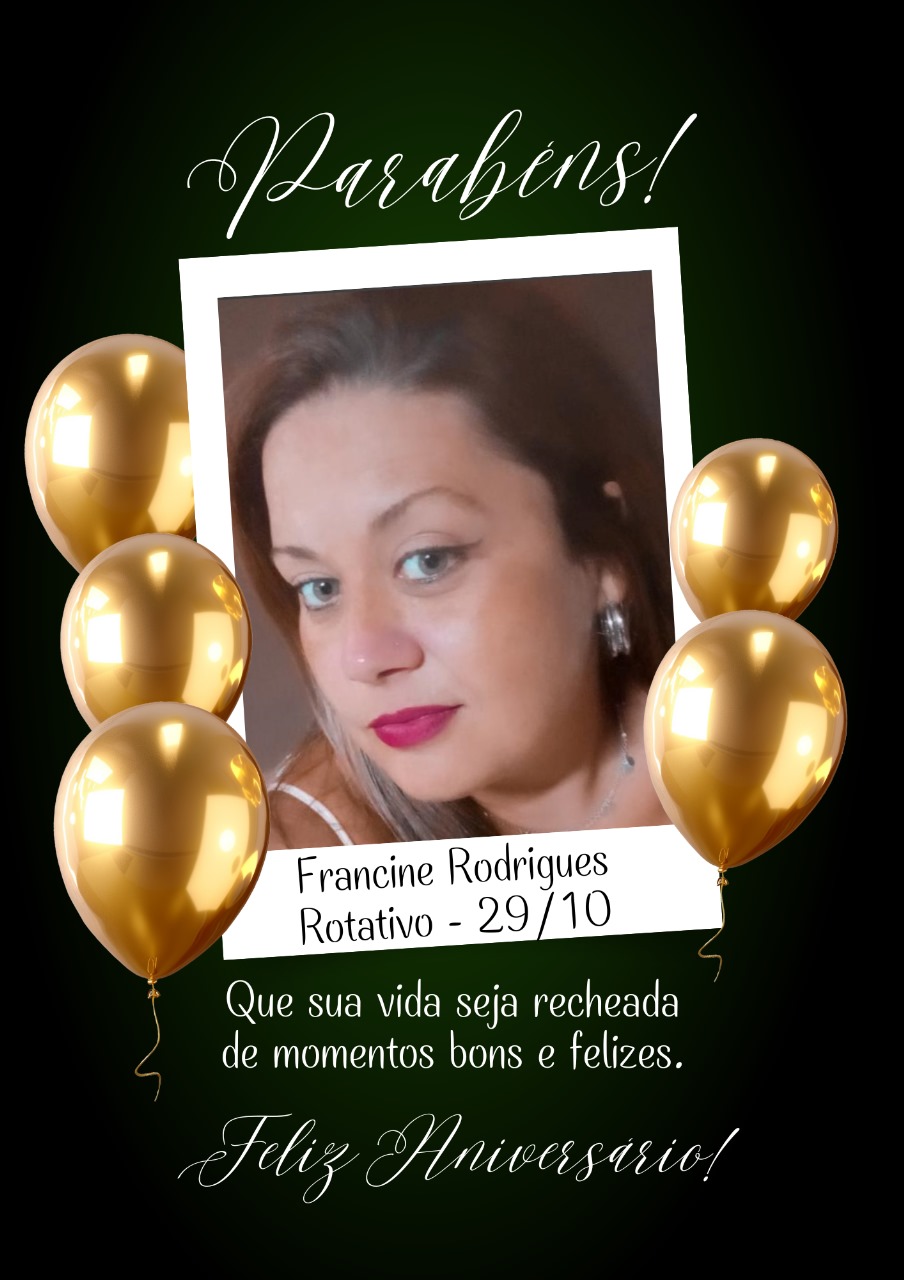 Parabéns!
Francine Rodrigues
Rotativo - 29/10
Que sua vida seja recheada
de momentos bons e felizes.
Feliz Aniversário!